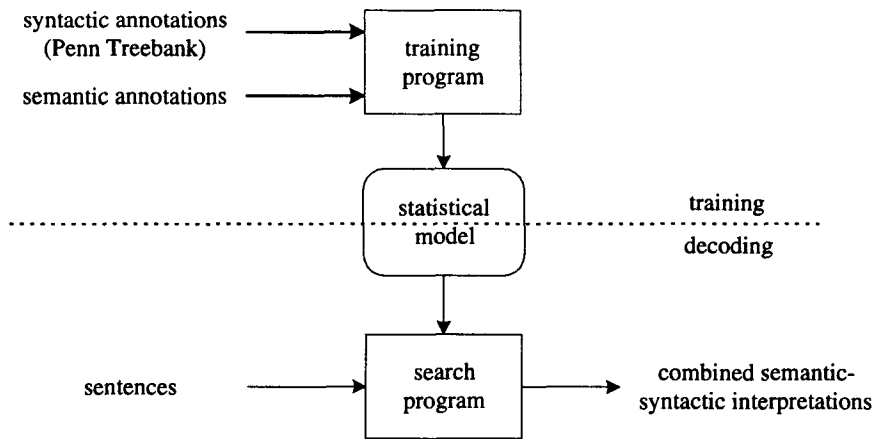 syntactic annotations
(Penn Treebank)
semantic annotations
training
program
statistical
model
training
decoding
sentences
search
program
combined semantic-
syntactic interpretations